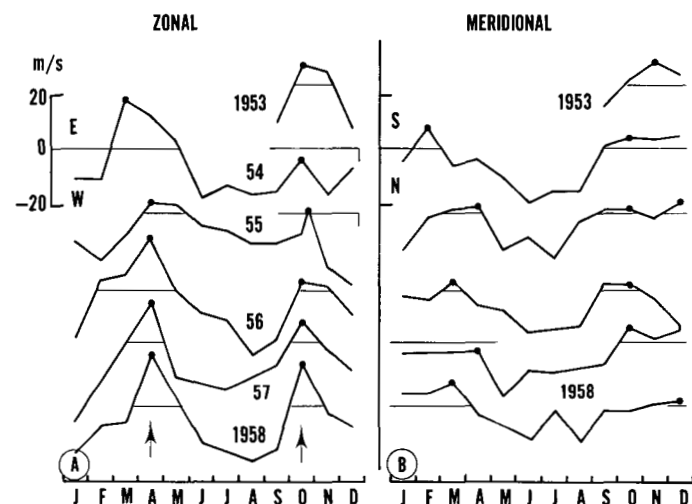 ZONAL
MERIDIONAL
m/s
20
0
-20
E
W
1953
54
55
56
57
1958
A
J F M A M J J A S O N D
S
N
1953
1958
B
J F M A M J J A S O N D